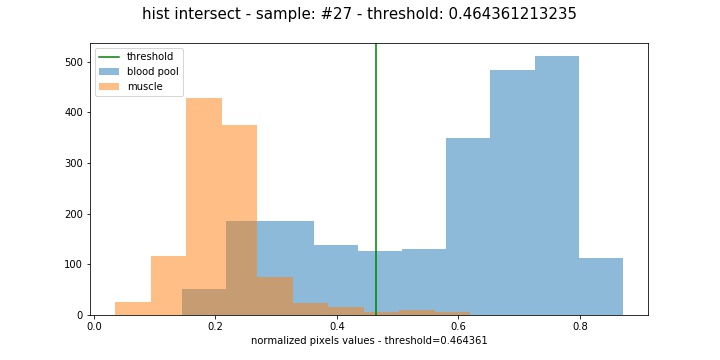 hist intersect - sample: #27 - threshold: 0.464361213235
threshold
blood pool
muscle
500
400
300
200
100
0
0.0 0.2 0.4 0.6 0.8
normalized pixels values - threshold=0.464361